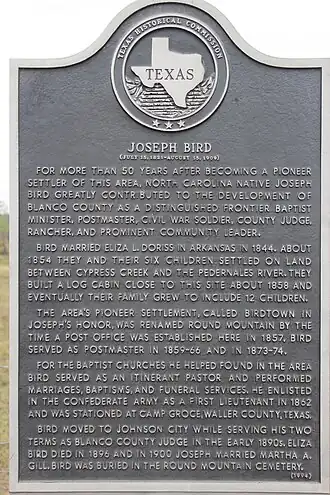 TEXAS HISTORICAL COMMISSION
TEXAS
JOSEPH BIRD
(JULY 15, 1821-AUGUST 15, 1909)
FOR MORE THAN 50 YEARS AFTER BECOMING A PIONEER
SETTLER OF THIS AREA, NORTH CAROLINA NATIVE JOSEPH
BIRD GREATLY CONTRIBUTED TO THE DEVELOPMENT OF
BLANCO COUNTY AS A DISTINGUISHED FRONTIER BAPTIST
MINISTER, POSTMASTER, CIVIL WAR SOLDIER, COUNTY JUDGE,
RANCHER, AND PROMINENT COMMUNITY LEADER.
BIRD MARRIED ELIZA L. DORISS IN ARKANSAS IN 1844. ABOUT
1854 THEY AND THEIR SIX CHILDREN SETTLED ON LAND
BETWEEN CYPRESS CREEK AND THE PEDERNALES RIVER. THEY
BUILT A LOG CABIN CLOSE TO THIS SITE ABOUT 1858 AND
EVENTUALLY THEIR FAMILY GREW TO INCLUDE 12 CHILDREN.
THE AREA'S PIONEER SETTLEMENT, CALLED BIRDTOWN IN
JOSEPH'S HONOR, WAS RENAMED ROUND MOUNTAIN BY THE
TIME A POST OFFICE WAS ESTABLISHED HERE IN 1857. BIRD
SERVED AS POSTMASTER IN 1859-66 AND IN 1873-74.
FOR THE BAPTIST CHURCHES HE HELPED FOUND IN THE AREA
BIRD SERVED AS AN ITINERANT PASTOR AND PERFORMED
MARRIAGES, BAPTISMS, AND FUNERAL SERVICES. HE ENLISTED
IN THE CONFEDERATE ARMY AS A FIRST LIEUTENANT IN 1862
AND WAS STATIONED AT CAMP GROCE, WALLER COUNTY, TEXAS.
BIRD MOVED TO JOHNSON CITY WHILE SERVING HIS TWO
TERMS AS BLANCO COUNTY JUDGE IN THE EARLY 1890s. ELIZA
BIRD DIED IN 1896 AND IN 1900 JOSEPH MARRIED MARTHA A.
GILL. BIRD WAS BURIED IN THE ROUND MOUNTAIN CEMETERY.
(1994)